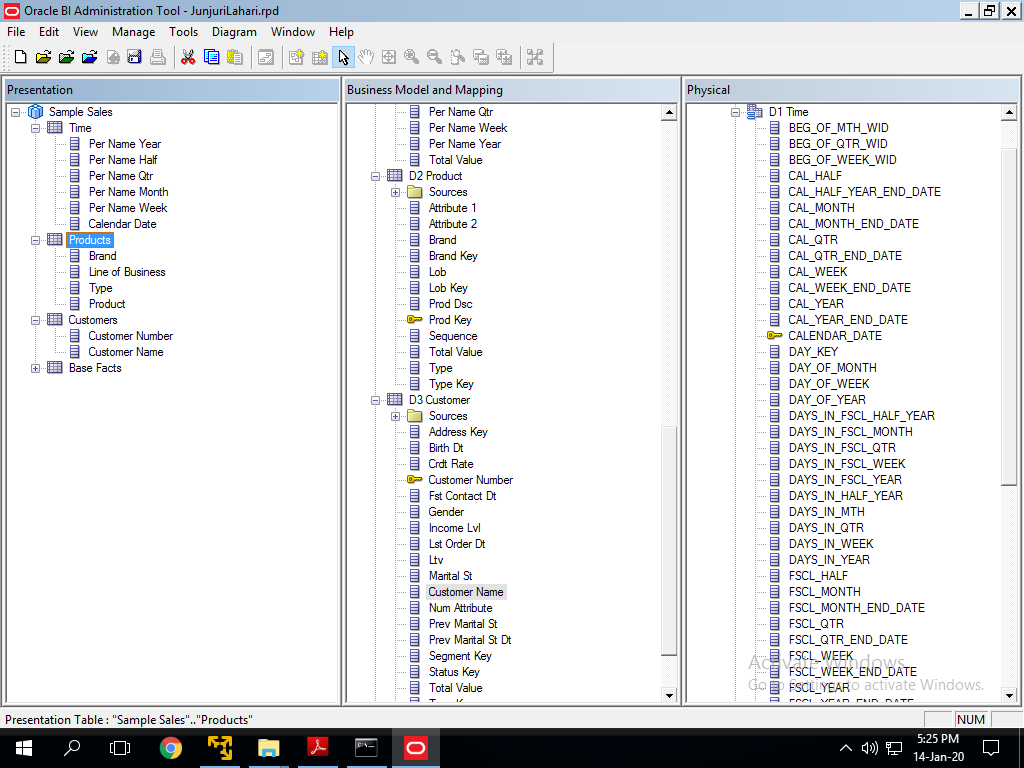 Oracle BI Administration Tool - JunjuriLahari.rpd
File Edit View Manage Tools Diagram Window Help
Presentation
Sample Sales
Time
Per Name Year
Per Name Half
Per Name Qtr
Per Name Month
Per Name Week
Calendar Date
Products
Brand
Line of Business
Type
Product
Customers
Customer Number
Customer Name
Base Facts
Business Model and Mapping
Per Name Qtr
Per Name Week
Per Name Year
Total Value
D2 Product
Sources
Attribute 1
Attribute 2
Brand
Brand Key
Lob
Lob Key
Prod Dsc
Prod Key
Sequence
Total Value
Type
Type Key
D3 Customer
Sources
Address Key
Birth Dt
Crdt Rate
Customer Number
Fst Contact Dt
Gender
Income Lvl
Lst Order Dt
Ltv
Marital St
Customer Name
Num Attribute
Prev Marital St
Prev Marital St Dt
Segment Key
Status Key
Total Value
Physical
D1 Time
BEG_OF_MTH_WID
BEG_OF_QTR_WID
BEG_OF_WEEK_WID
CAL_HALF
CAL_HALF_YEAR_END_DATE
CAL_MONTH
CAL_MONTH_END_DATE
CAL_QTR
CAL_QTR_END_DATE
CAL_WEEK
CAL_WEEK_END_DATE
CAL_YEAR
CAL_YEAR_END_DATE
CALENDAR_DATE
DAY_KEY
DAY_OF_MONTH
DAY_OF_WEEK
DAY_OF_YEAR
DAYS_IN_FSCL_HALF_YEAR
DAYS_IN_FSCL_MONTH
DAYS_IN_FSCL_QTR
DAYS_IN_FSCL_WEEK
DAYS_IN_FSCL_YEAR
DAYS_IN_HALF_YEAR
DAYS_IN_MTH
DAYS_IN_QTR
DAYS_IN_WEEK
DAYS_IN_YEAR
FSCL_HALF
FSCL_MONTH
FSCL_MONTH_END_DATE
FSCL_QTR
FSCL_QTR_END_DATE
FSCL_WEEK
FSCL_WEEK_END_DATE
FSCL_YEAR
Activate Windows
Go to Settings to activate Windows.
Presentation Table : "Sample Sales".."Products"
NUM
5:25 PM
14-Jan-20